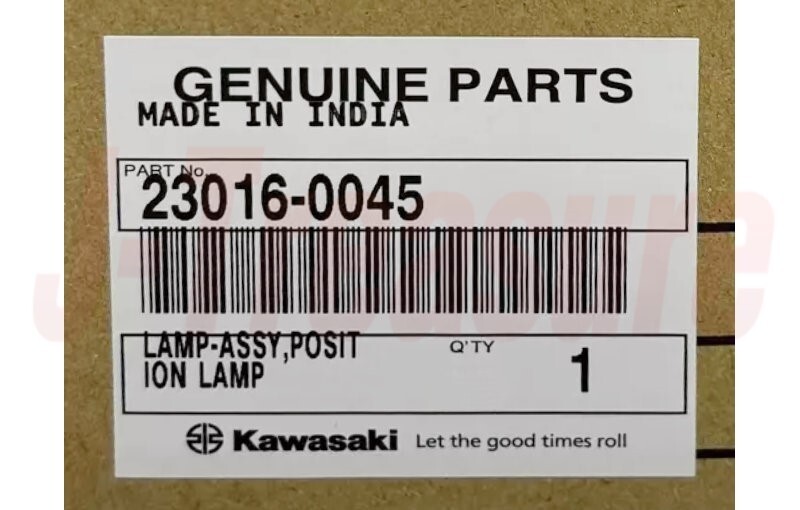 GENUINE PARTS
MADE IN INDIA
PART No.
23016-0045
LAMP-ASSY,POSIT
ION LAMP
Q'TY
1
Kawasaki Let the good times roll
J-Treasure